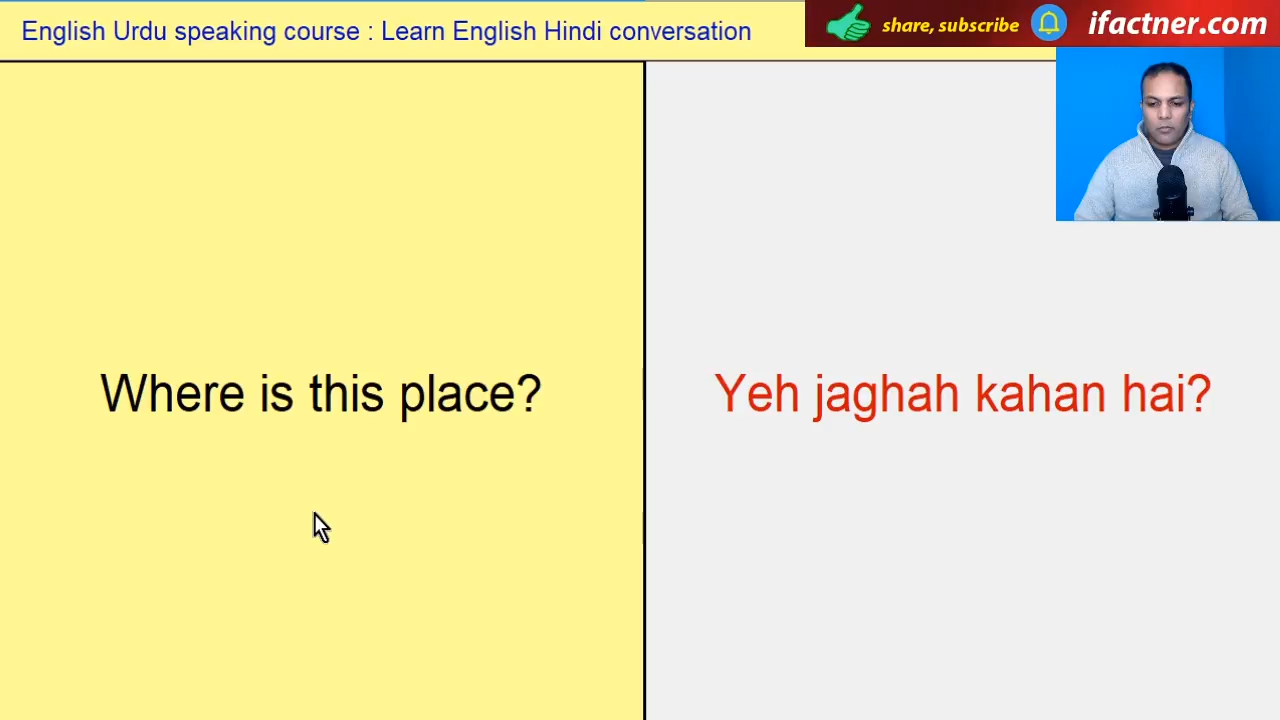 English Urdu speaking course : Learn English Hindi conversation
share, subscribe
ifactner.com
Where is this place?
Yeh jaghah kahan hai?